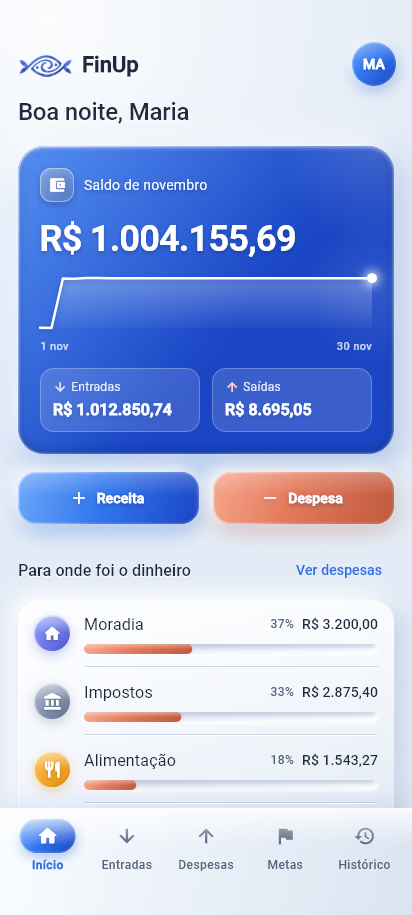 FinUp
MA
Boa noite, Maria
Saldo de novembro
R$ 1.004.155,69
1 nov 30 nov
Entradas Saídas
R$ 1.012.850,74 R$ 8.695,05
Receita Despesa
Para onde foi o dinheiro Ver despesas
Moradia 37% R$ 3.200,00
Impostos 33% R$ 2.875,40
Alimentação 18% R$ 1.543,27
Início Entradas Despesas Metas Histórico